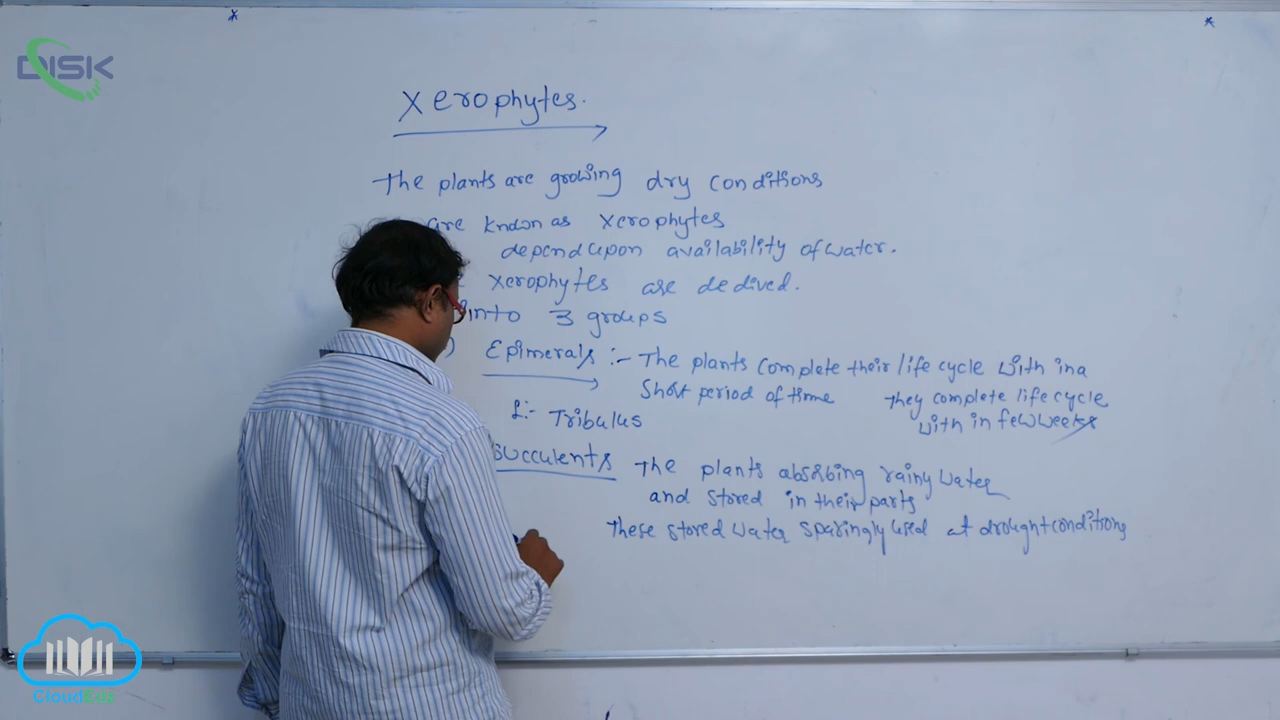 DISK
Xerophytes.
The plants are growing dry conditions
are known as xerophytes
depend upon availability of water.
xerophytes are dedived.
into 3 groups
Epimerals :- The plants complete their life cycle with in a
short period of time They complete life cycle
with in few weeks
Tribulus
Succulents The plants absorbing rainy water
and stored in their parts
These stored water sparingly used at drought conditions
CloudEdz